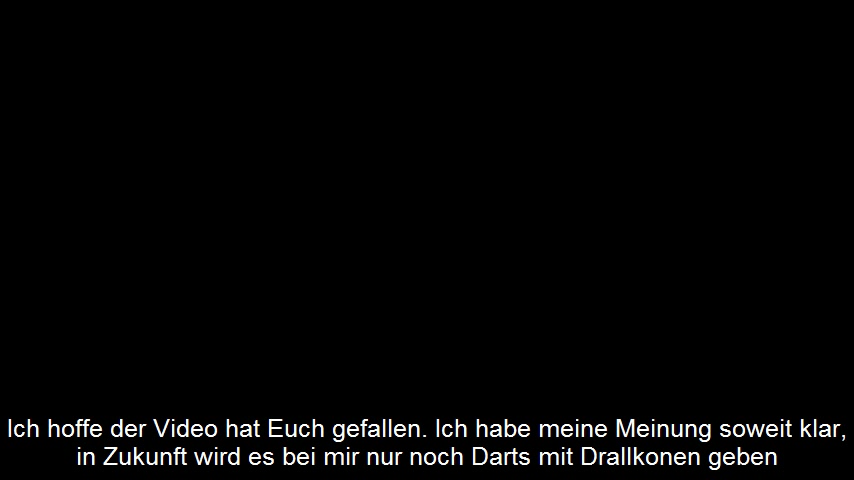 Ich hoffe der Video hat Euch gefallen. Ich habe meine Meinung soweit klar,
in Zukunft wird es bei mir nur noch Darts mit Drallkonen geben